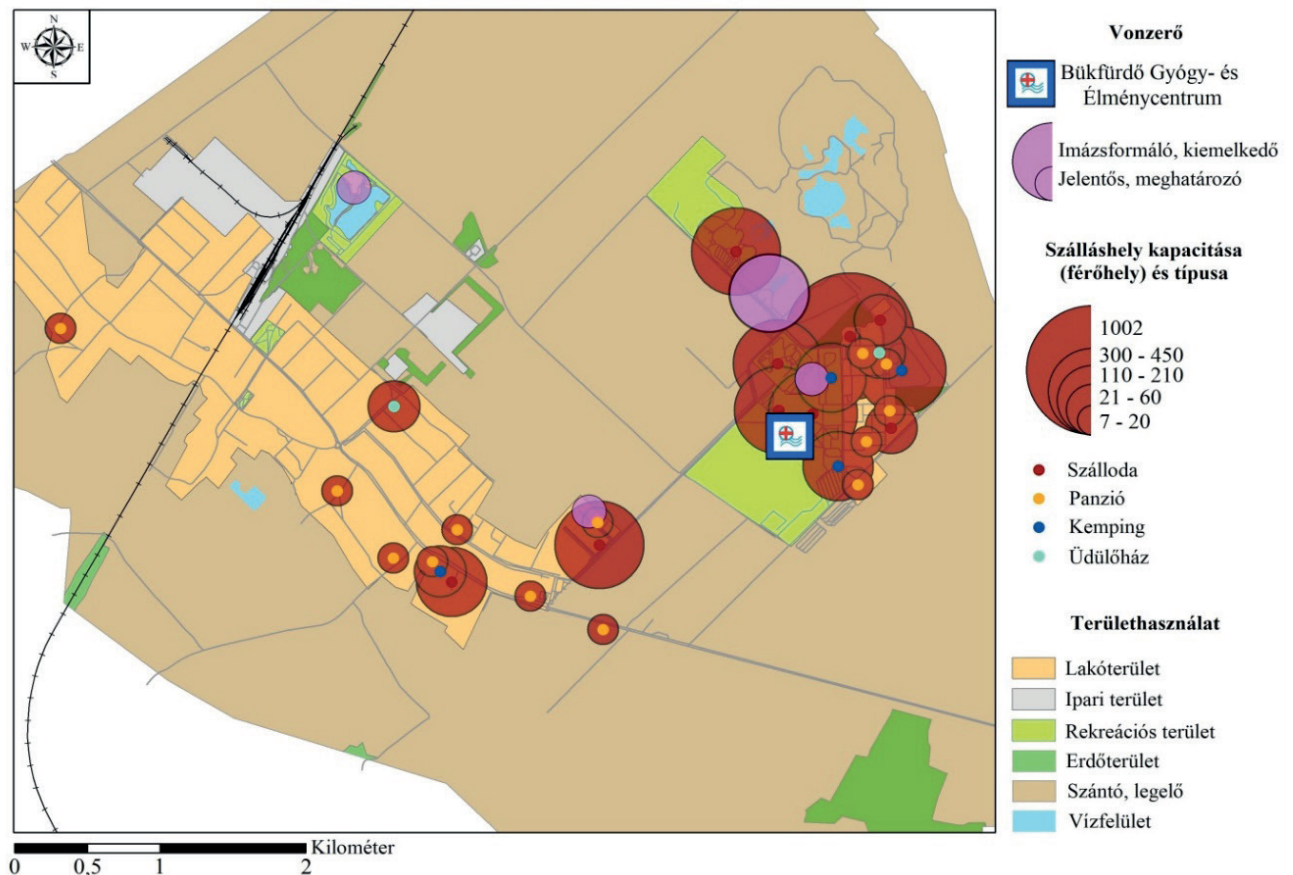 N
W E
S
Vonzerő
Bükfürdő Gyógy- és
Élménycentrum
Imázsformáló, kiemelkedő
Jelentős, meghatározó
Szálláshely kapacitása
(férőhely) és típusa
1002
300 - 450
110 - 210
21 - 60
7 - 20
Szálloda
Panzió
Kemping
Üdülőház
Területhasználat
Lakóterület
Ipari terület
Rekreációs terület
Erdőterület
Szántó, legelő
Vízfelület
Kilométer
0 0,5 1 2